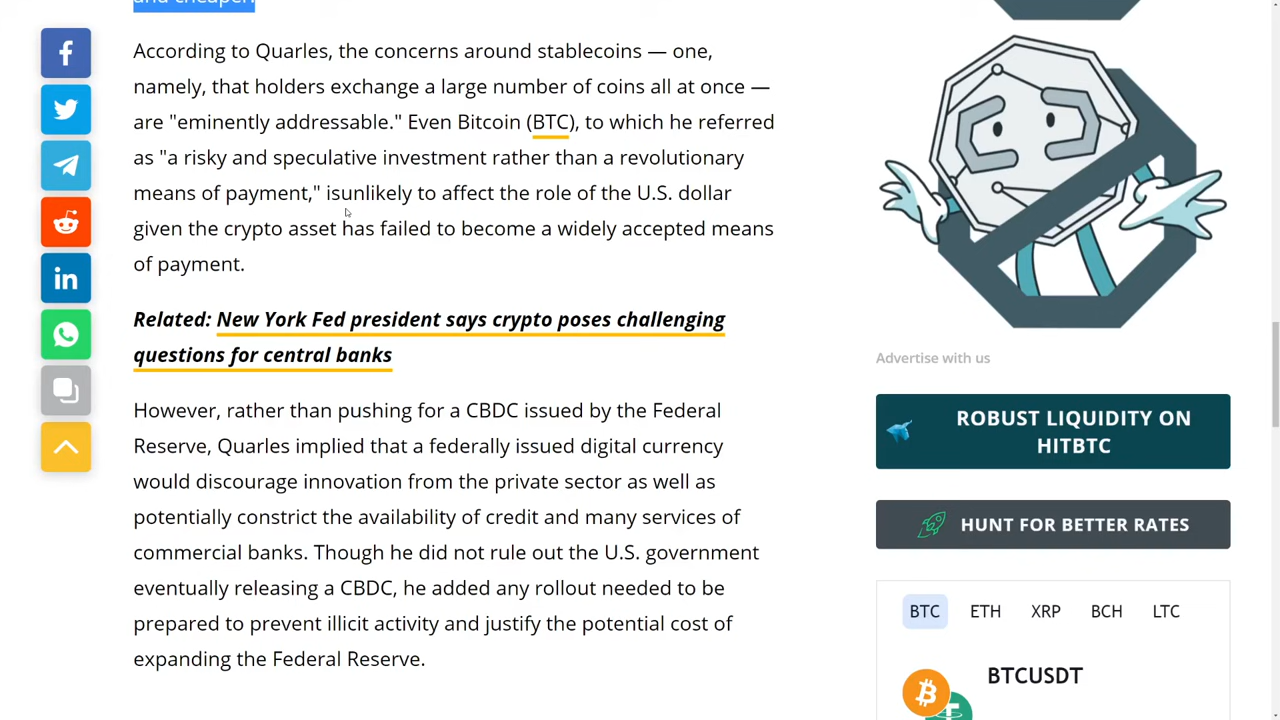 and cheaper.
According to Quarles, the concerns around stablecoins — one,
namely, that holders exchange a large number of coins all at once —
are "eminently addressable." Even Bitcoin (BTC), to which he referred
as "a risky and speculative investment rather than a revolutionary
means of payment," isunlikely to affect the role of the U.S. dollar
given the crypto asset has failed to become a widely accepted means
of payment.
Related: New York Fed president says crypto poses challenging
questions for central banks
However, rather than pushing for a CBDC issued by the Federal
Reserve, Quarles implied that a federally issued digital currency
would discourage innovation from the private sector as well as
potentially constrict the availability of credit and many services of
commercial banks. Though he did not rule out the U.S. government
eventually releasing a CBDC, he added any rollout needed to be
prepared to prevent illicit activity and justify the potential cost of
expanding the Federal Reserve.
Advertise with us
ROBUST LIQUIDITY ON
HITBTC
HUNT FOR BETTER RATES
BTC ETH XRP BCH LTC
BTCUSDT